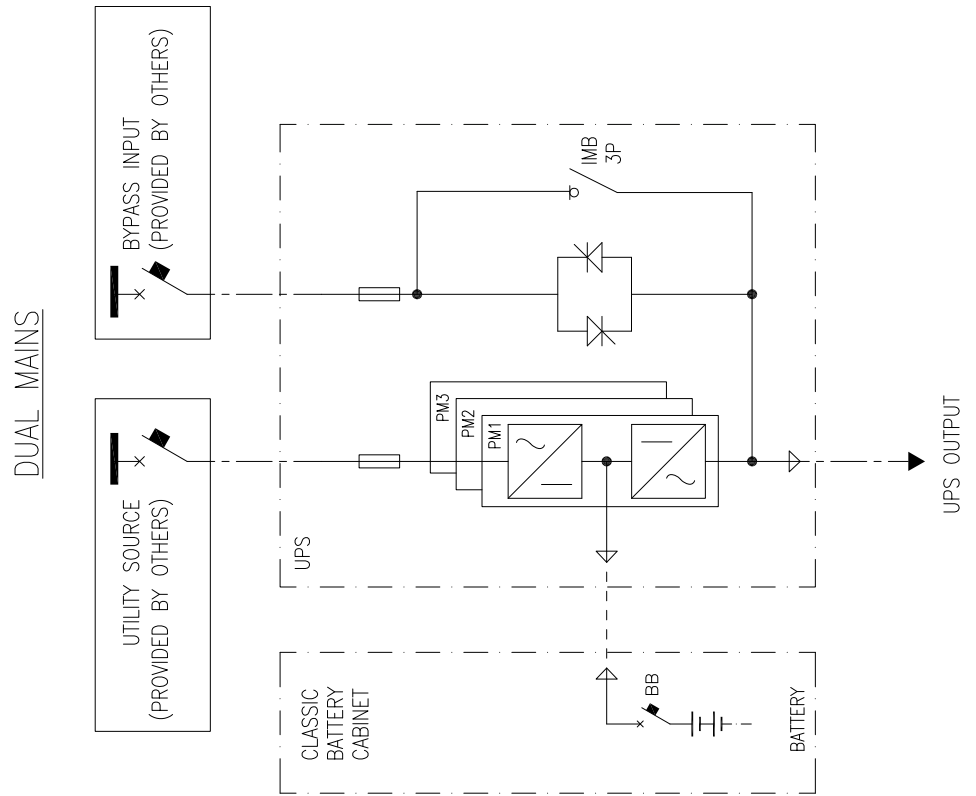 DUAL MAINS
UTILITY SOURCE
(PROVIDED BY OTHERS)
BYPASS INPUT
(PROVIDED BY OTHERS)
UPS
PM3
PM2
PM1
IMB
3P
CLASSIC
BATTERY
CABINET
BB
BATTERY
UPS OUTPUT